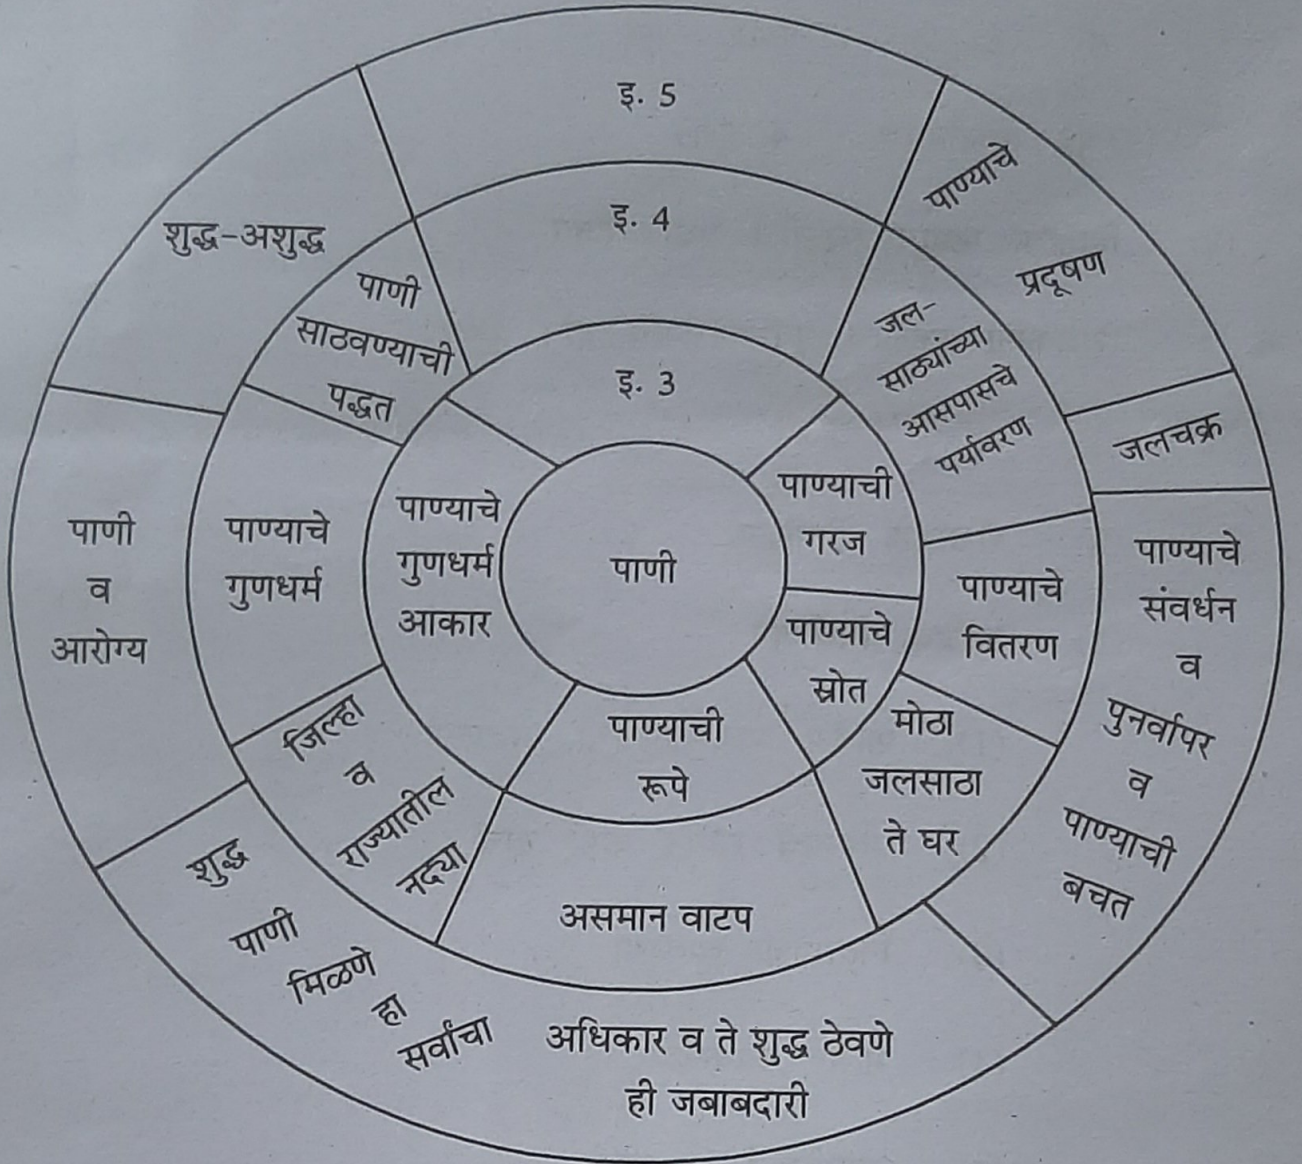 इ. 5
इ. 4
इ. 3
पाणी
पाण्याची
गरज
पाण्याचे
स्रोत
पाण्याची
रूपे
पाण्याचे
गुणधर्म
आकार
जल-
साठ्यांच्या
आसपासचे
पर्यावरण
पाण्याचे
वितरण
मोठा
जलसाठा
ते घर
असमान वाटप
जिल्हा
व
राज्यातील
नद्या
पाण्याचे
गुणधर्म
पाणी
साठवण्याची
पद्धत
पाण्याचे
प्रदूषण
जलचक्र
पाण्याचे
संवर्धन
व
पुनर्वापर
व
पाण्याची
बचत
शुद्ध
पाणी
मिळणे
हा
सर्वांचा
अधिकार व ते शुद्ध ठेवणे
ही जबाबदारी
पाणी
व
आरोग्य
शुद्ध-अशुद्ध